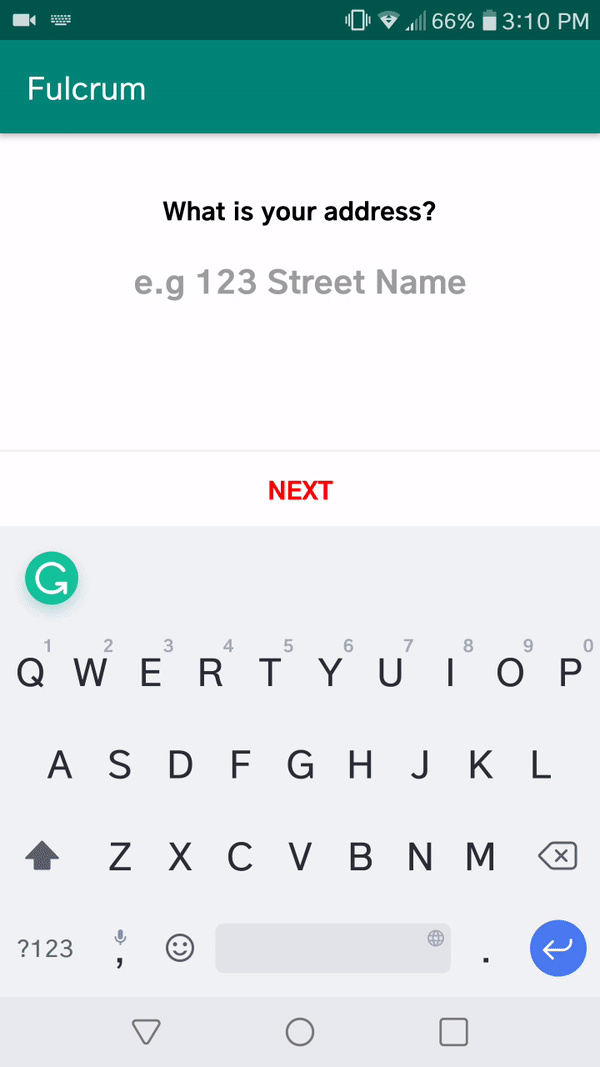 66% 3:10 PM
Fulcrum
What is your address?
e.g 123 Street Name
NEXT
G
1 2 3 4 5 6 7 8 9 0
Q W E R T Y U I O P
A S D F G H J K L
Z X C V B N M
?123 , .